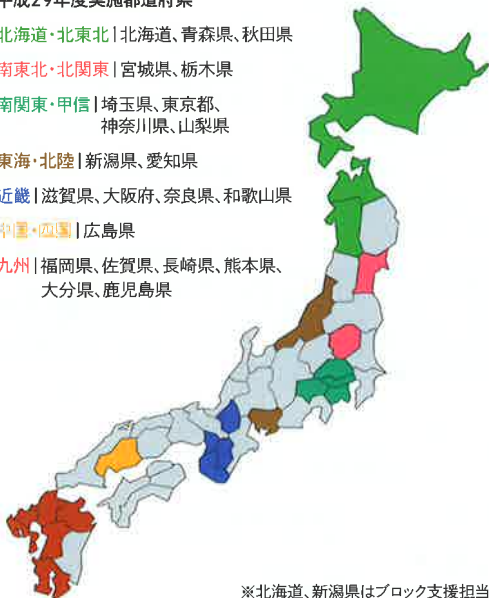 平成29年度実施都道府県
北海道・北東北|北海道、青森県、秋田県
南東北・北関東|宮城県、栃木県
南関東・甲信|埼玉県、東京都、
神奈川県、山梨県
東海・北陸|新潟県、愛知県
近畿|滋賀県、大阪府、奈良県、和歌山県
中国・四国|広島県
九州|福岡県、佐賀県、長崎県、熊本県、
大分県、鹿児島県
※北海道、新潟県はブロック支援担当